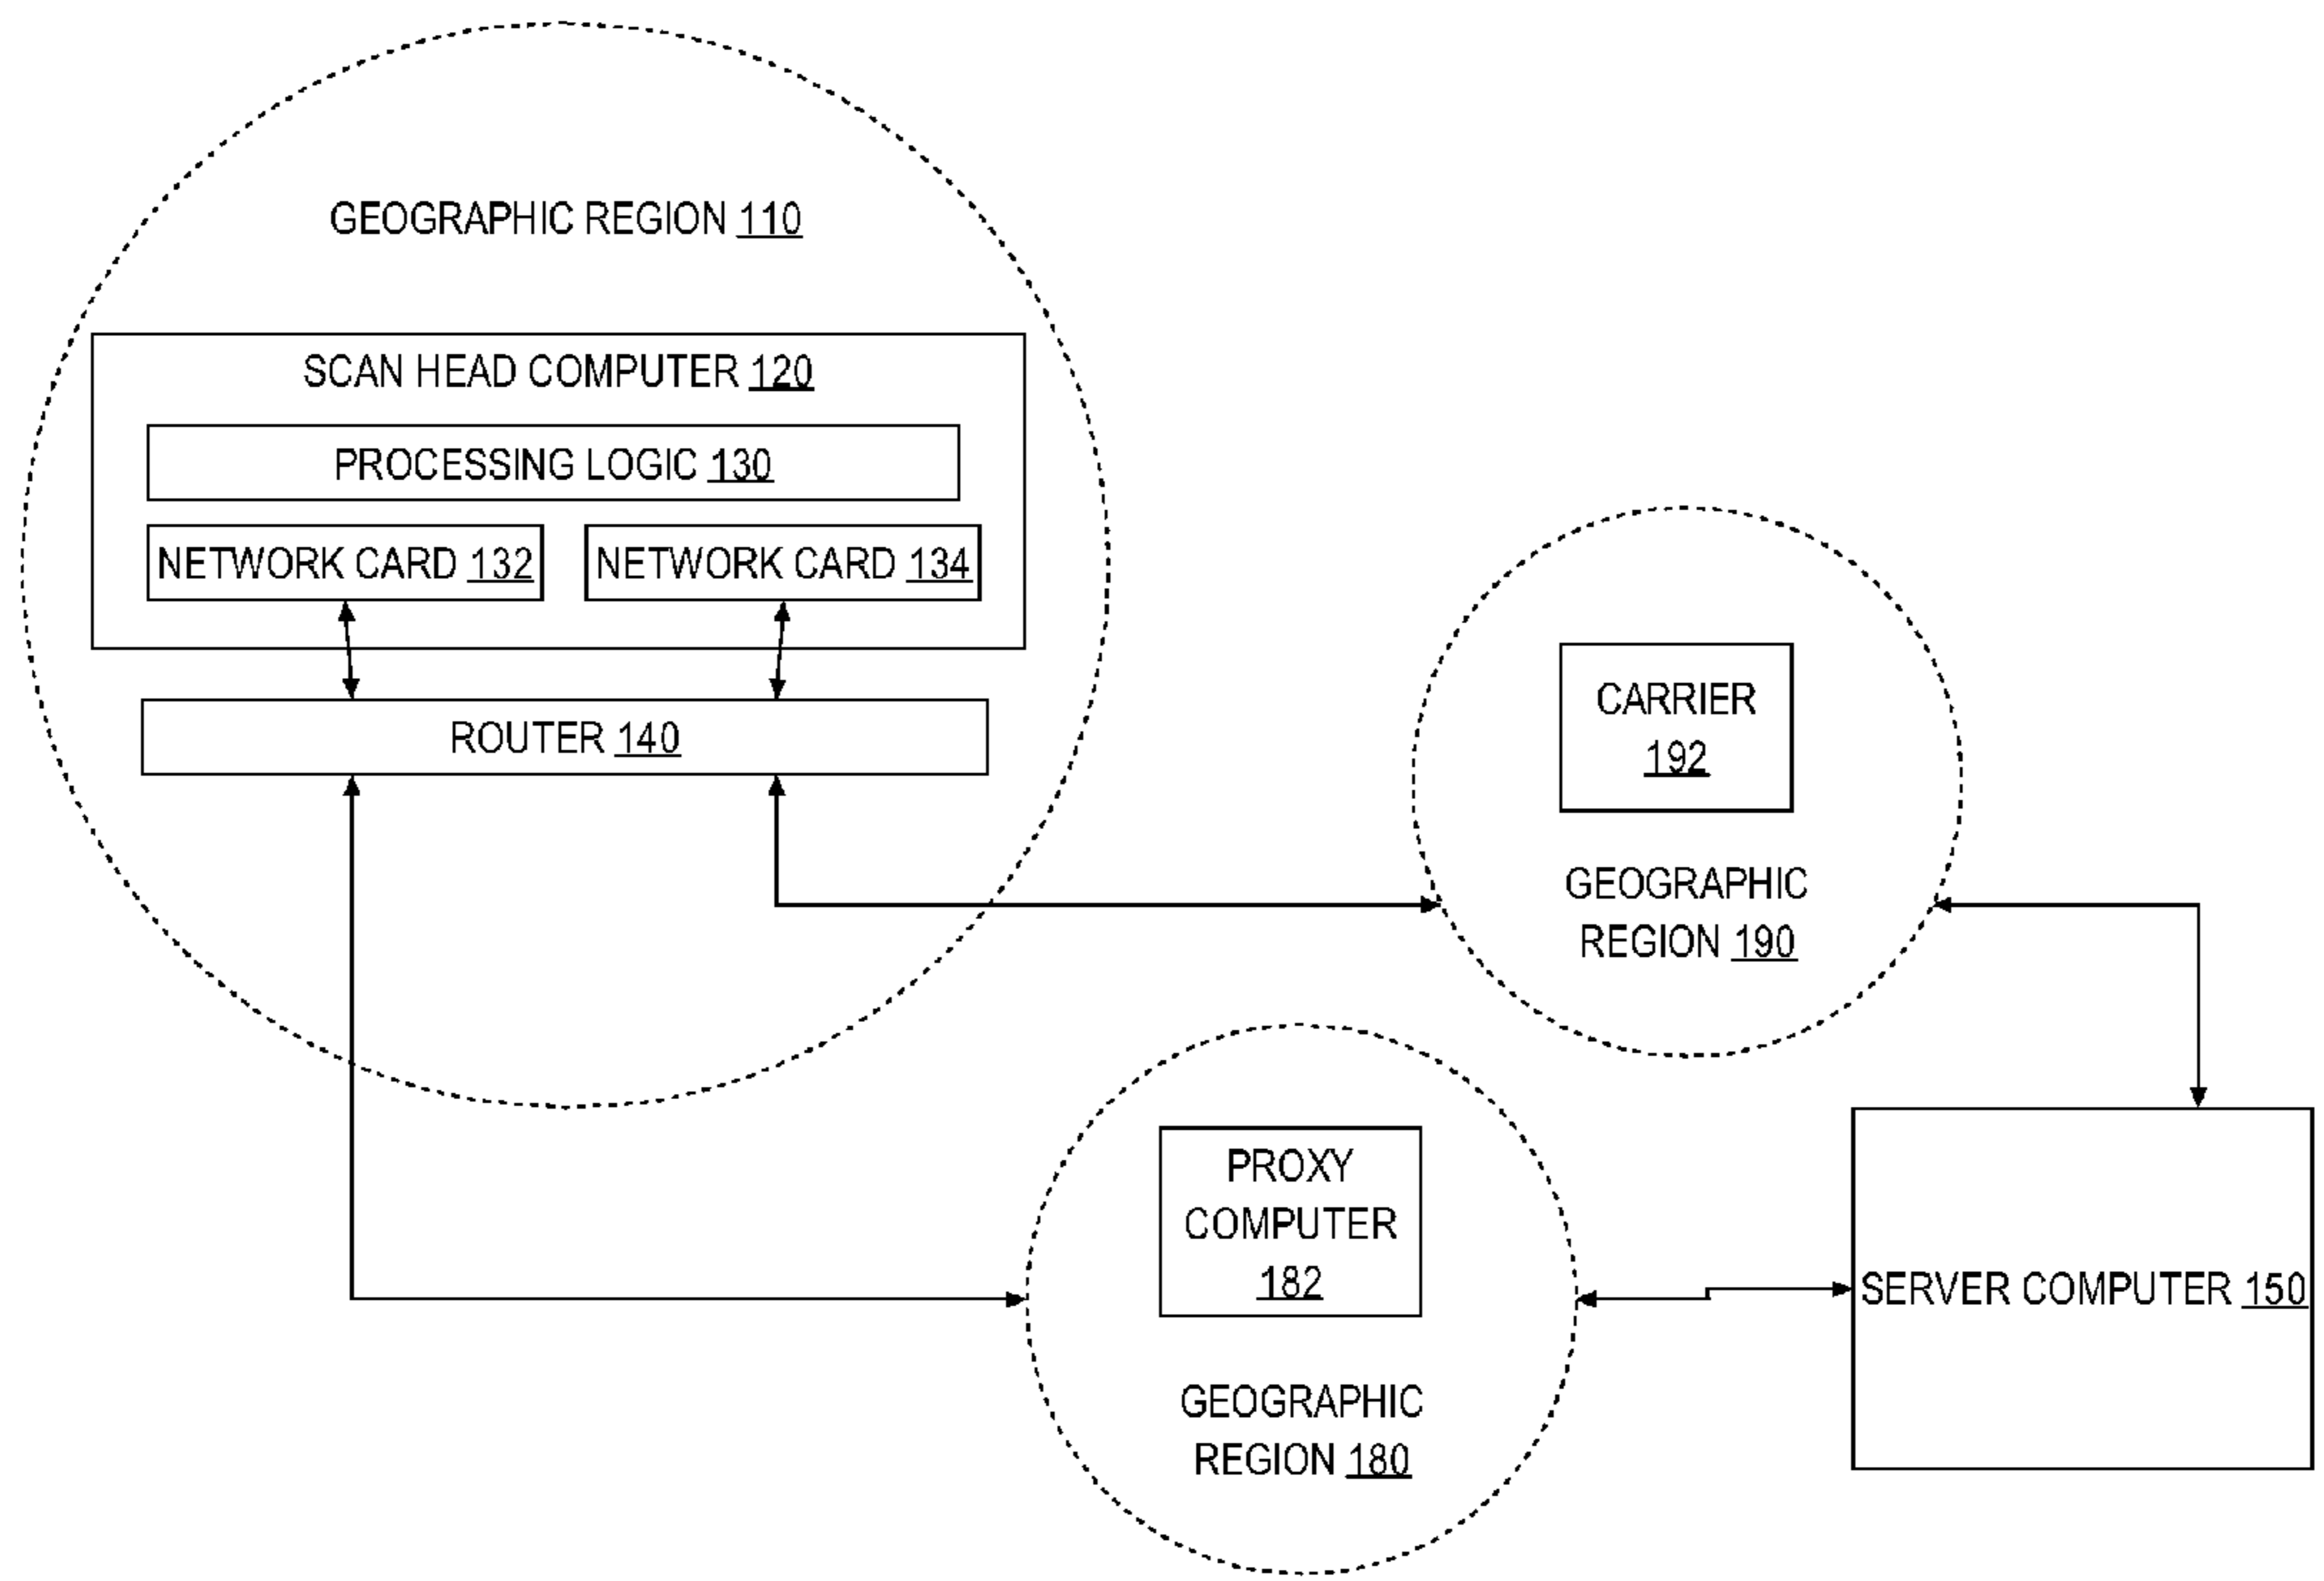 GEOGRAPHIC REGION 110
SCAN HEAD COMPUTER 120
PROCESSING LOGIC 130
NETWORK CARD 132
NETWORK CARD 134
ROUTER 140
CARRIER
192
GEOGRAPHIC
REGION 190
PROXY
COMPUTER
182
GEOGRAPHIC
REGION 180
SERVER COMPUTER 150